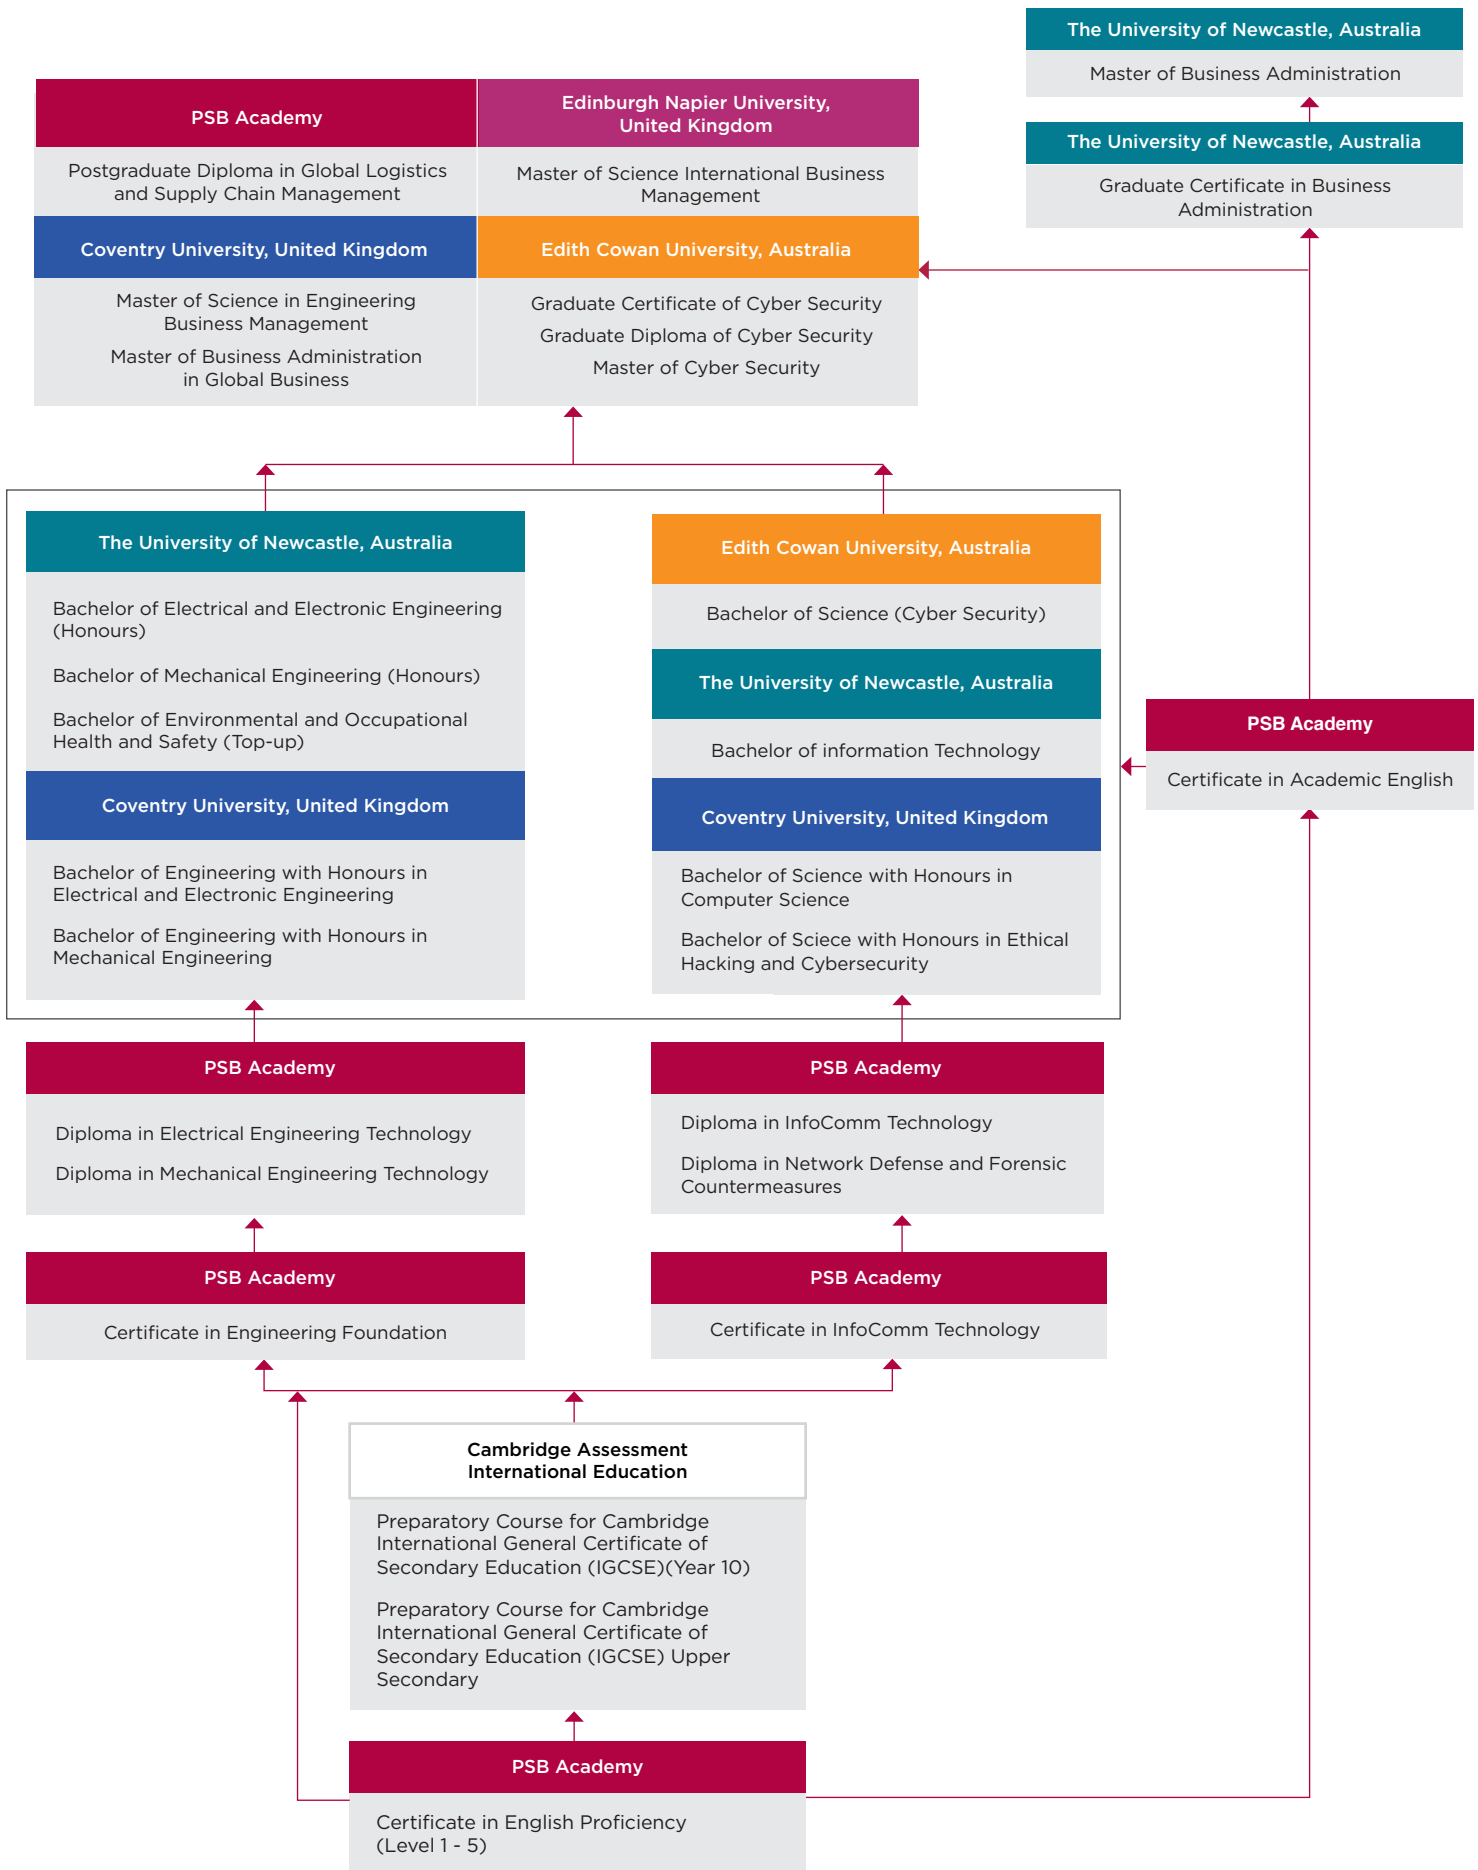 The University of Newcastle, Australia
Master of Business Administration
The University of Newcastle, Australia
Graduate Certificate in Business
Administration
PSB Academy
Postgraduate Diploma in Global Logistics
and Supply Chain Management
Edinburgh Napier University,
United Kingdom
Master of Science International Business
Management
Coventry University, United Kingdom
Master of Science in Engineering
Business Management
Master of Business Administration
in Global Business
Edith Cowan University, Australia
Graduate Certificate of Cyber Security
Graduate Diploma of Cyber Security
Master of Cyber Security
The University of Newcastle, Australia
Bachelor of Electrical and Electronic Engineering
(Honours)
Bachelor of Mechanical Engineering (Honours)
Bachelor of Environmental and Occupational
Health and Safety (Top-up)
Coventry University, United Kingdom
Bachelor of Engineering with Honours in
Electrical and Electronic Engineering
Bachelor of Engineering with Honours in
Mechanical Engineering
Edith Cowan University, Australia
Bachelor of Science (Cyber Security)
The University of Newcastle, Australia
Bachelor of information Technology
Coventry University, United Kingdom
Bachelor of Science with Honours in
Computer Science
Bachelor of Sciece with Honours in Ethical
Hacking and Cybersecurity
PSB Academy
Certificate in Academic English
PSB Academy
Diploma in Electrical Engineering Technology
Diploma in Mechanical Engineering Technology
PSB Academy
Diploma in InfoComm Technology
Diploma in Network Defense and Forensic
Countermeasures
PSB Academy
Certificate in Engineering Foundation
PSB Academy
Certificate in InfoComm Technology
Cambridge Assessment
International Education
Preparatory Course for Cambridge
International General Certificate of
Secondary Education (IGCSE)(Year 10)
Preparatory Course for Cambridge
International General Certificate of
Secondary Education (IGCSE) Upper
Secondary
PSB Academy
Certificate in English Proficiency
(Level 1 - 5)